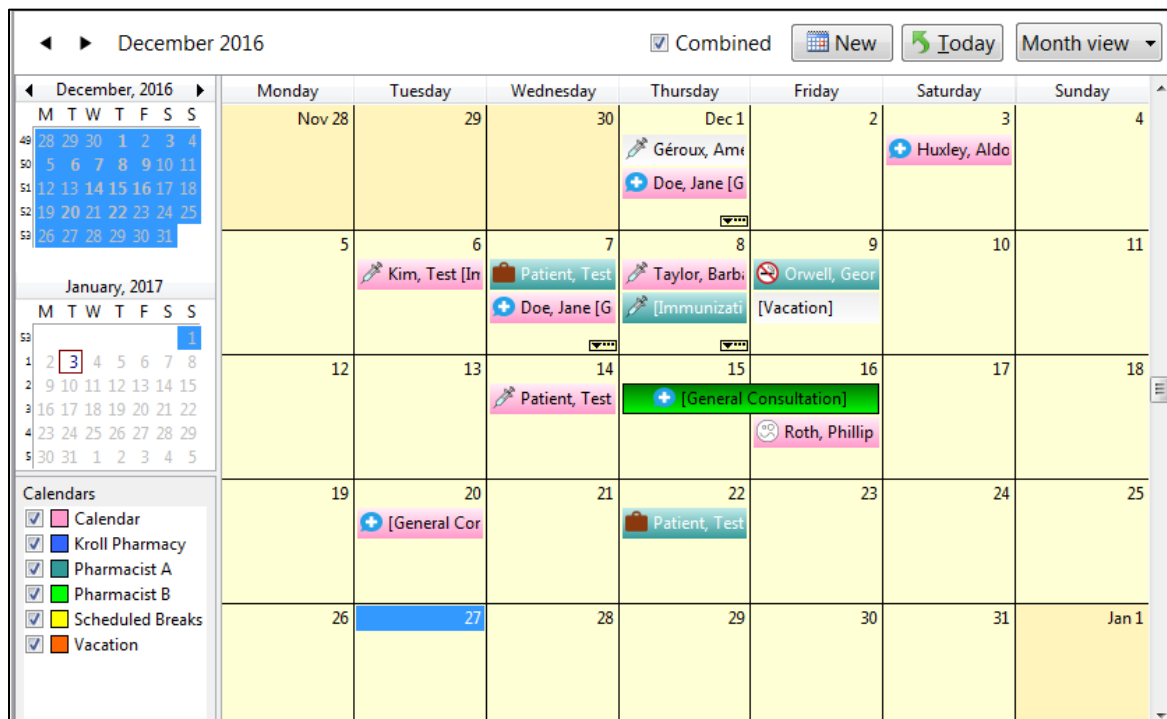 December 2016 Combined New Today Month view
December, 2016
M T W T F S S
49 28 29 30 1 2 3 4
50 5 6 7 8 9 10 11
51 12 13 14 15 16 17 18
52 19 20 21 22 23 24 25
53 26 27 28 29 30 31
January, 2017
M T W T F S S
53 1
1 2 3 4 5 6 7 8
2 9 10 11 12 13 14 15
3 16 17 18 19 20 21 22
4 23 24 25 26 27 28 29
5 30 31 1 2 3 4 5
Calendars
Calendar
Kroll Pharmacy
Pharmacist A
Pharmacist B
Scheduled Breaks
Vacation
Monday Tuesday Wednesday Thursday Friday Saturday Sunday
Nov 28 29 30 Dec 1 2 3 4
Géroux, Ame Huxley, Aldo
Doe, Jane [G
5 6 7 8 9 10 11
Kim, Test [In Patient, Test Taylor, Barba Orwell, Geor
Doe, Jane [G [Immunizati [Vacation]
12 13 14 15 16 17 18
Patient, Test [General Consultation]
Roth, Phillip
19 20 21 22 23 24 25
[General Cor Patient, Test
26 27 28 29 30 31 Jan 1